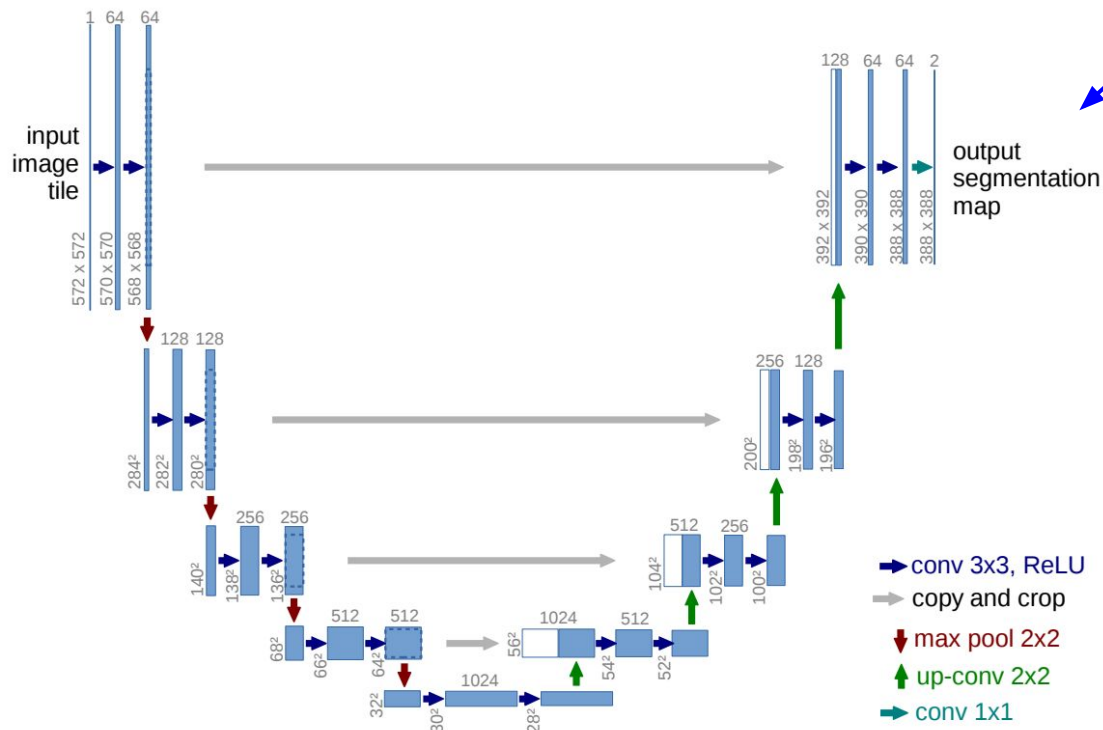 1 64 64
input
image
tile
572 x 572
570 x 570
568 x 568
128 64 64 2
output
segmentation
map
392 x 392
390 x 390
388 x 388
388 x 388
128 128
284²
282²
280²
256 128
200²
198²
196²
256 256
140²
138²
136²
512 256
104²
102²
100²
512 512
68²
66²
64²
1024 512
56²
54²
52²
1024
32²
30²
28²
conv 3x3, ReLU
copy and crop
max pool 2x2
up-conv 2x2
conv 1x1